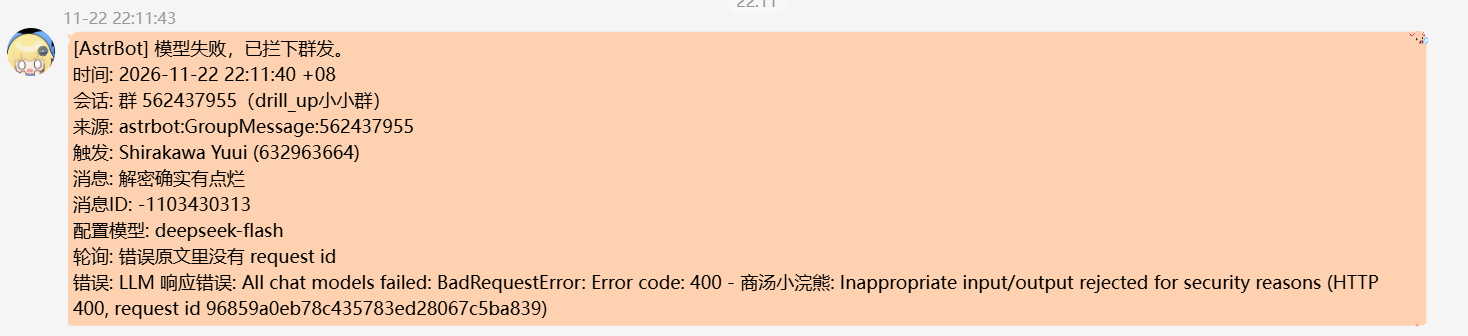 22:11
11-22 22:11:43
[AstrBot] 模型失败，已拦下群发。
时间: 2026-11-22 22:11:40 +08
会话: 群 562437955（drill_up小小群）
来源: astrbot:GroupMessage:562437955
触发: Shirakawa Yuui (632963664)
消息: 解密确实有点烂
消息ID: -1103430313
配置模型: deepseek-flash
轮询: 错误原文里没有 request id
错误: LLM 响应错误: All chat models failed: BadRequestError: Error code: 400 - 商汤小浣熊: Inappropriate input/output rejected for security reasons (HTTP
400, request id 96859a0eb78c435783ed28067c5ba839)